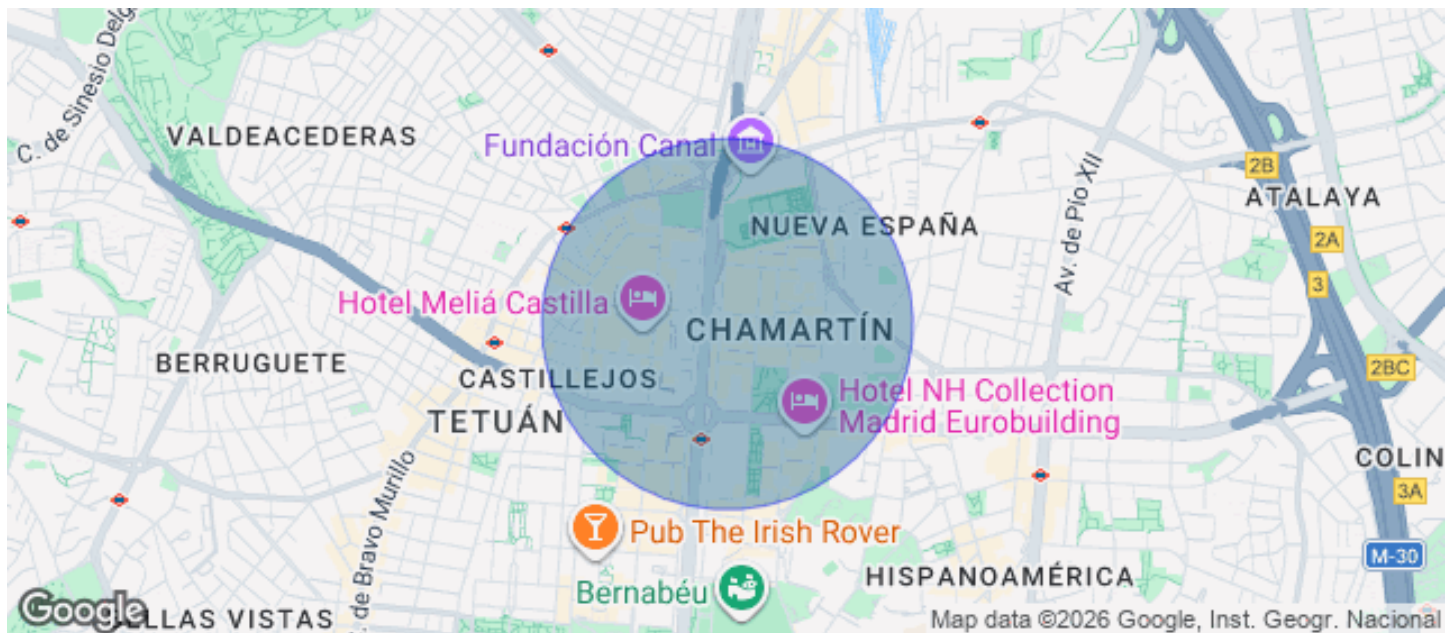 C. de Sinesio Delg
VALDEACEDERAS
Fundación Canal
2B
ATALAYA
NUEVA ESPAÑA
Av. de Pío XII
2A
3
Hotel Meliá Castilla
CHAMARTÍN
BERRUGUETE
CASTILLEJOS
2BC
TETUÁN
Hotel NH Collection
Madrid Eurobuilding
COLIN
3A
de Bravo Murillo
Pub The Irish Rover
M-30
Bernabéu
HISPANOAMÉRICA
Google
ELLAS VISTAS
Map data ©2026 Google, Inst. Geogr. Nacional